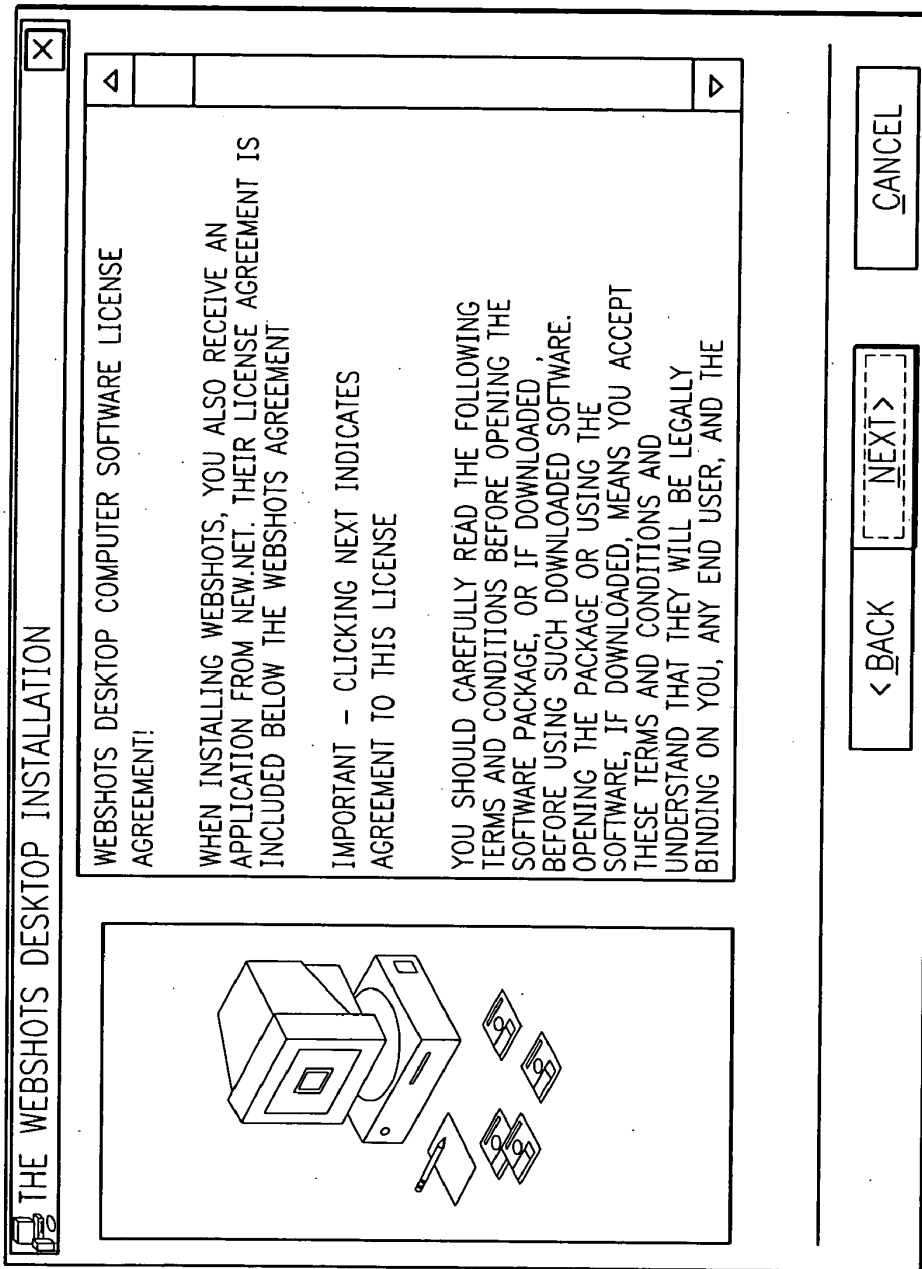 THE WEBSHOTS DESKTOP INSTALLATION
WEBSHOTS DESKTOP COMPUTER SOFTWARE LICENSE
AGREEMENT!
WHEN INSTALLING WEBSHOTS, YOU ALSO RECEIVE AN
APPLICATION FROM NEW.NET. THEIR LICENSE AGREEMENT IS
INCLUDED BELOW THE WEBSHOTS AGREEMENT
IMPORTANT - CLICKING NEXT INDICATES
AGREEMENT TO THIS LICENSE
YOU SHOULD CAREFULLY READ THE FOLLOWING
TERMS AND CONDITIONS BEFORE OPENING THE
SOFTWARE PACKAGE, OR IF DOWNLOADED,
BEFORE USING SUCH DOWNLOADED SOFTWARE.
OPENING THE PACKAGE OR USING THE
SOFTWARE, IF DOWNLOADED, MEANS YOU ACCEPT
THESE TERMS AND CONDITIONS AND
UNDERSTAND THAT THEY WILL BE LEGALLY
BINDING ON YOU, ANY END USER, AND THE
< BACK
NEXT >
CANCEL